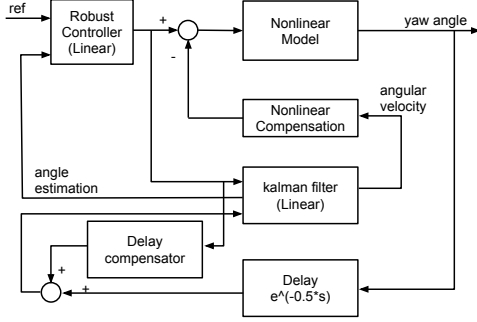 ref
Robust
Controller
(Linear)
+
-
Nonlinear
Model
yaw angle
Nonlinear
Compensation
angular
velocity
angle
estimation
kalman filter
(Linear)
Delay
compensator
+
+
Delay
e^(-0.5*s)